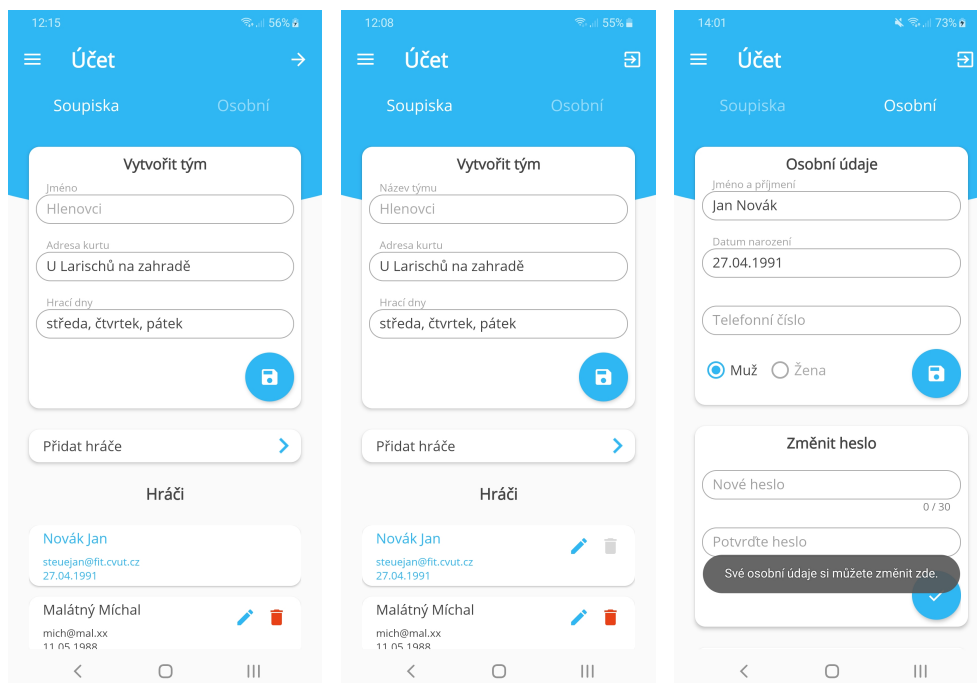 12:15 56%
Účet
Soupiska Osobní
Vytvořit tým
Jméno
Hlenovci
Adresa kurtu
U Larischů na zahradě
Hrací dny
středa, čtvrtek, pátek
Přidat hráče
Hráči
Novák Jan
steuejan@fit.cvut.cz
27.04.1991
Malátný Míchal
mich@mal.xx
11.05.1988
12:08 55%
Účet
Soupiska Osobní
Vytvořit tým
Název týmu
Hlenovci
Adresa kurtu
U Larischů na zahradě
Hrací dny
středa, čtvrtek, pátek
Přidat hráče
Hráči
Novák Jan
steuejan@fit.cvut.cz
27.04.1991
Malátný Míchal
mich@mal.xx
11.05.1988
14:01 73%
Účet
Soupiska Osobní
Osobní údaje
Jméno a příjmení
Jan Novák
Datum narození
27.04.1991
Telefonní číslo
Muž Žena
Změnit heslo
Nové heslo
0 / 30
Potvrďte heslo
Své osobní údaje si můžete změnit zde.